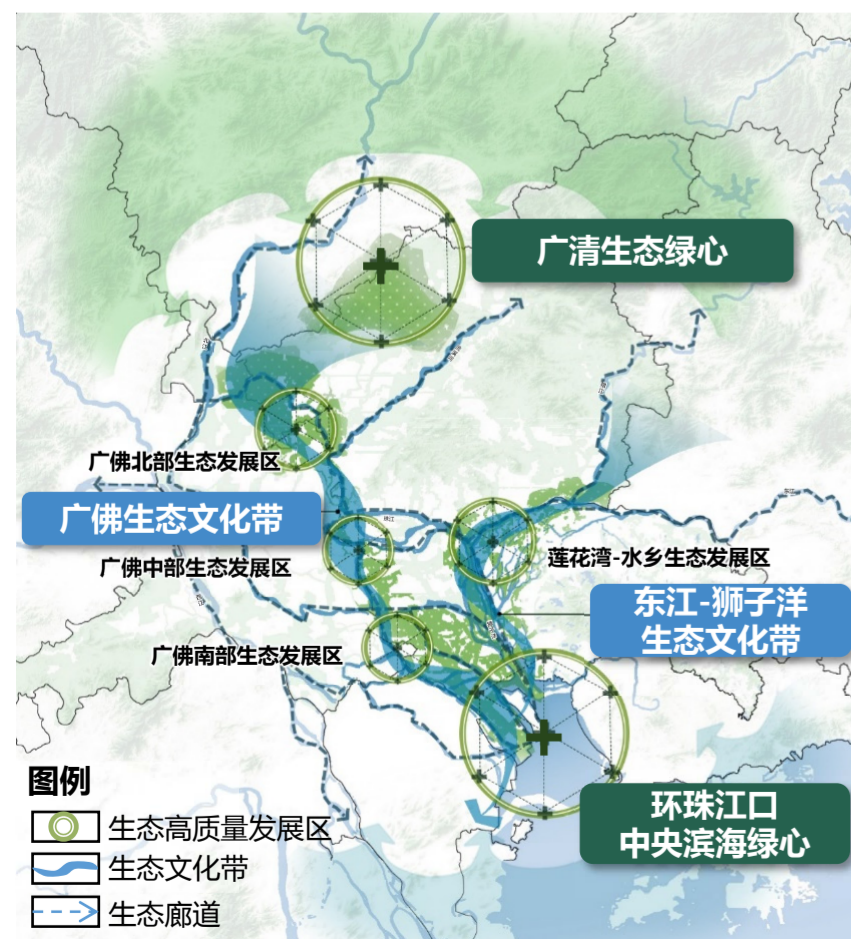 广清生态绿心
广佛北部生态发展区
广佛生态文化带
珠江
东江
广佛中部生态发展区
莲花湾-水乡生态发展区
东江-狮子洋
生态文化带
广佛南部生态发展区
环珠江口
中央滨海绿心
图例
生态高质量发展区
生态文化带
生态廊道